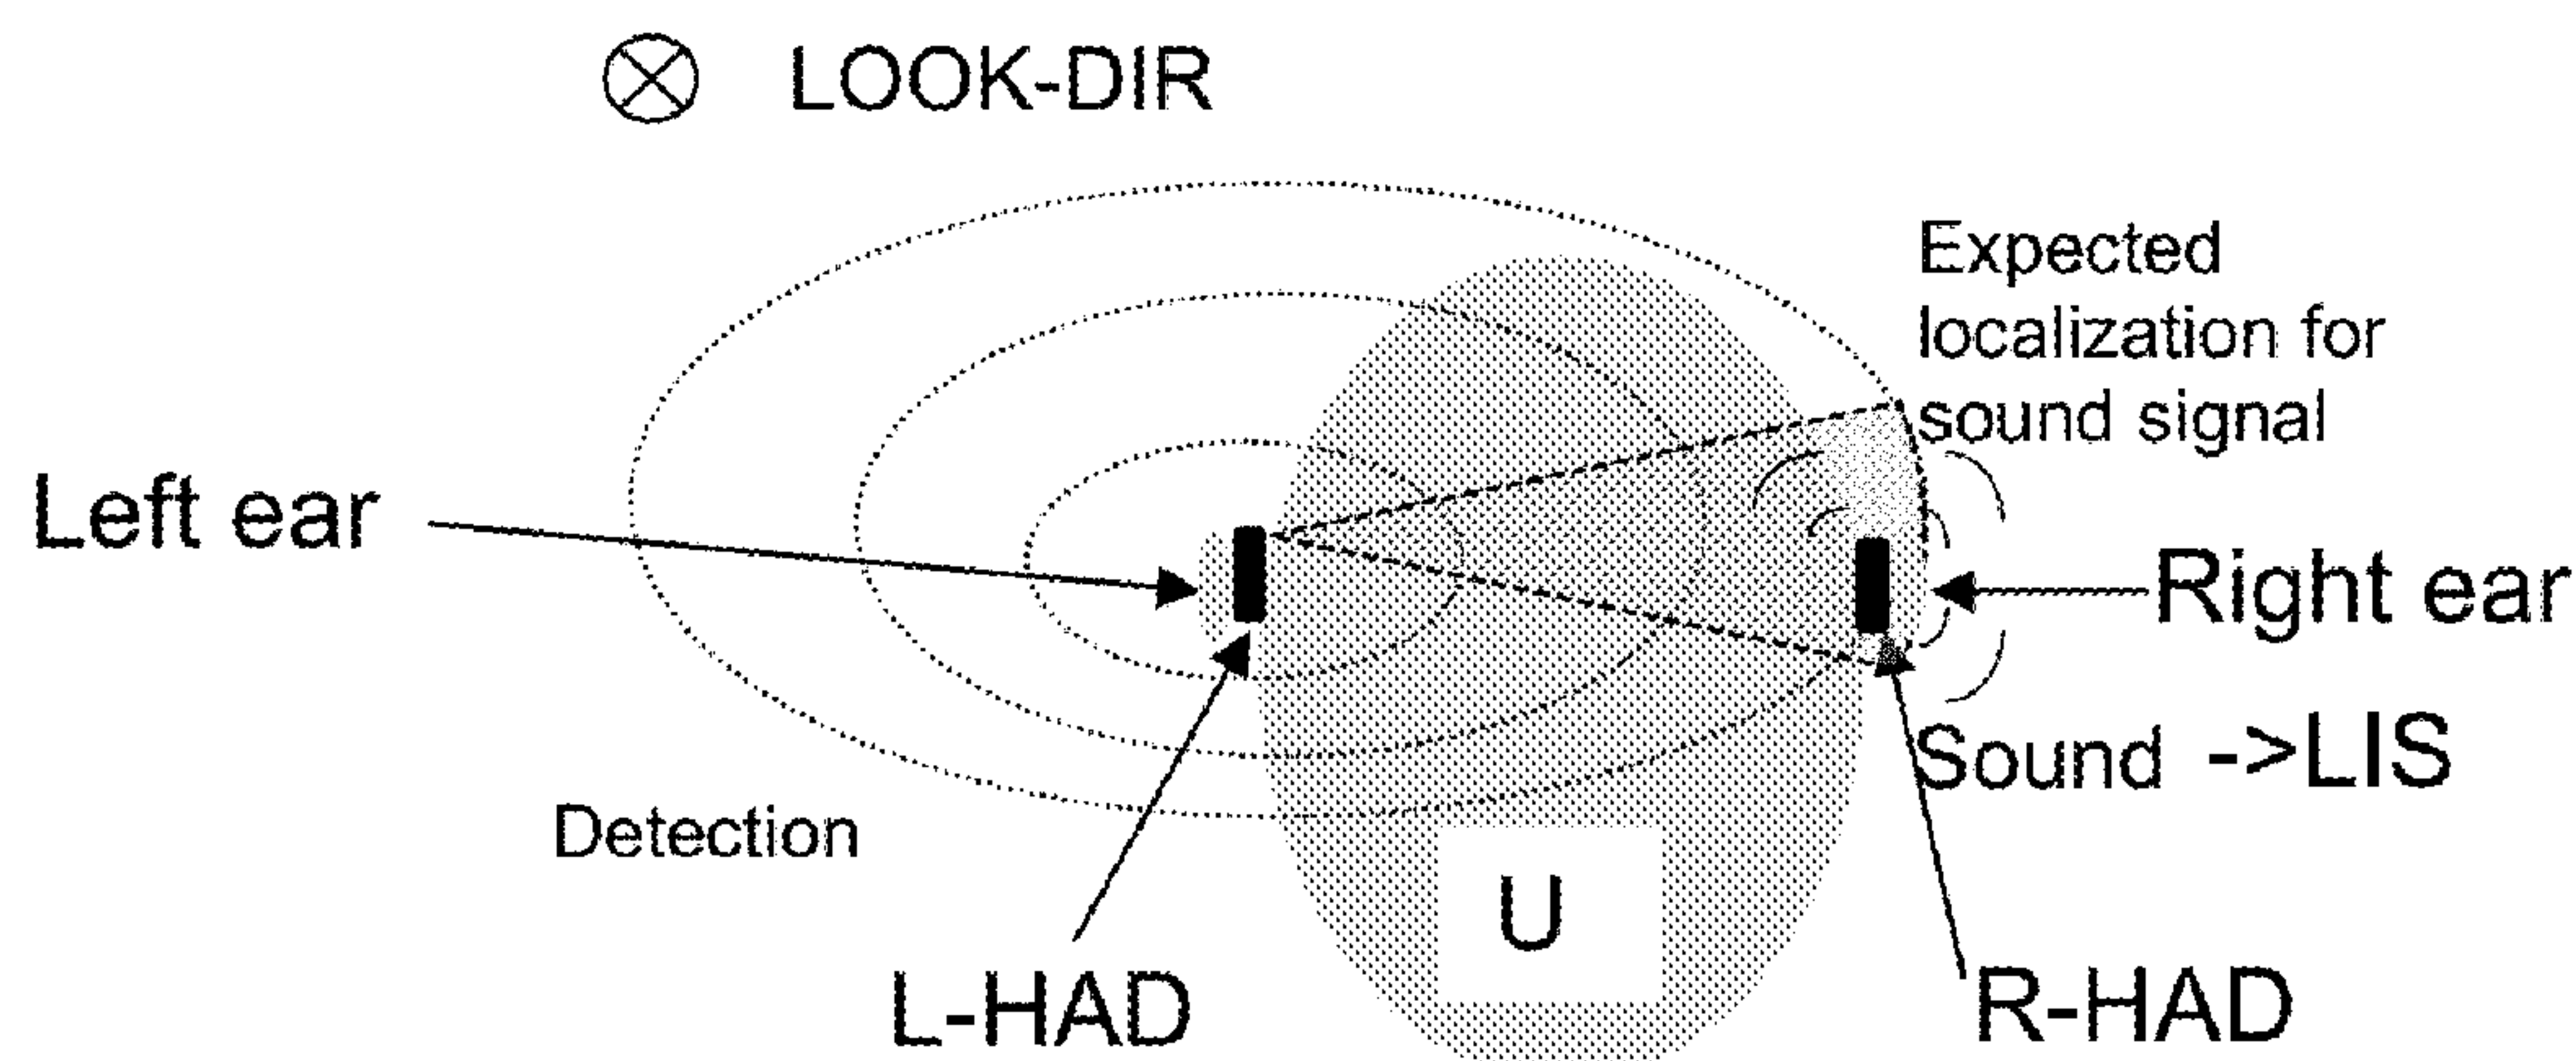 LOOK-DIR
Expected
localization for
sound signal
Left ear
Right ear
Sound ->LIS
Detection
U
L-HAD
R-HAD